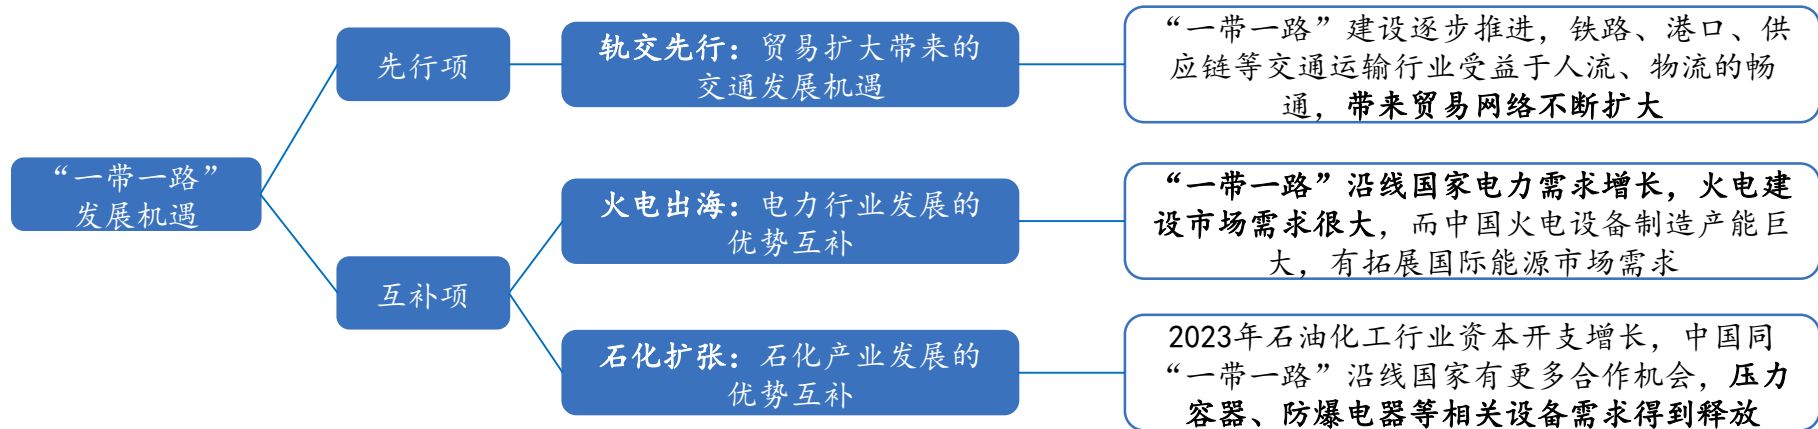 “一带一路”
发展机遇
先行项
轨交先行：贸易扩大带来的
交通发展机遇
“一带一路”建设逐步推进，铁路、港口、供
应链等交通运输行业受益于人流、物流的畅
通，带来贸易网络不断扩大
互补项
火电出海：电力行业发展的
优势互补
“一带一路”沿线国家电力需求增长，火电建
设市场需求很大，而中国火电设备制造产能巨
大，有拓展国际能源市场需求
石化扩张：石化产业发展的
优势互补
2023年石油化工行业资本开支增长，中国同
“一带一路”沿线国家有更多合作机会，压力
容器、防爆电器等相关设备需求得到释放